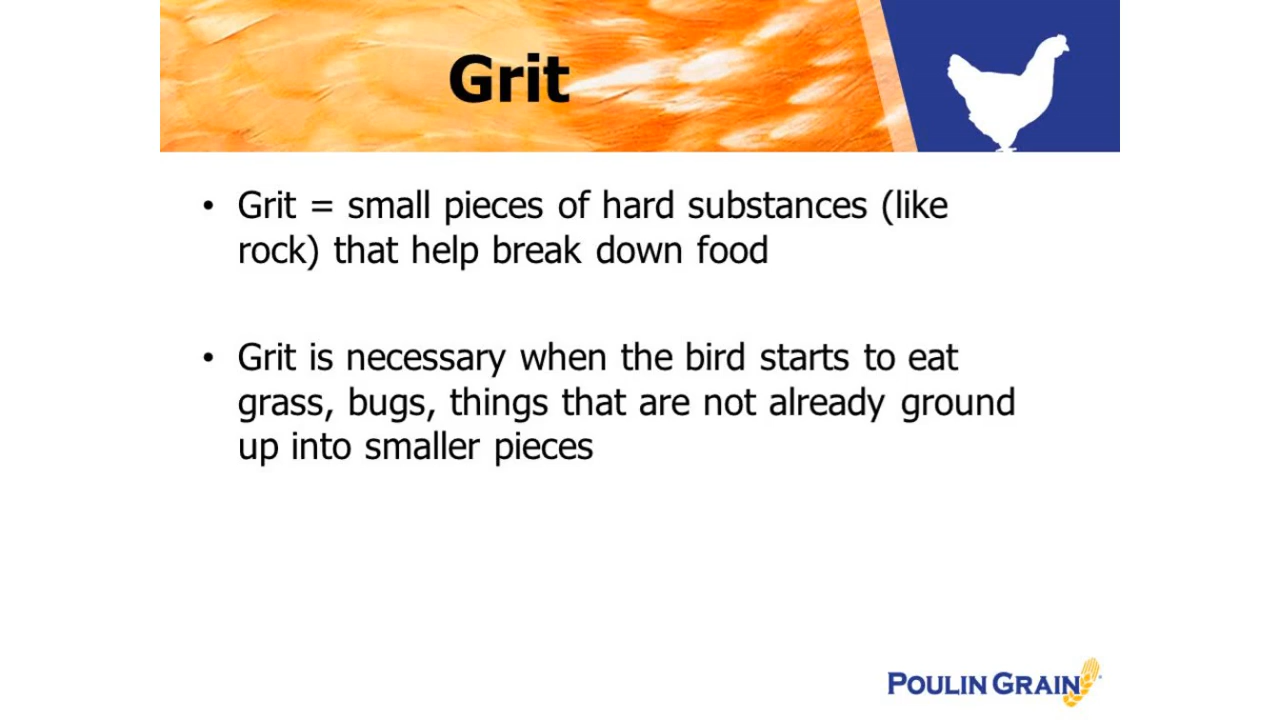 Grit
• Grit = small pieces of hard substances (like
rock) that help break down food
• Grit is necessary when the bird starts to eat
grass, bugs, things that are not already ground
up into smaller pieces
POULIN GRAIN